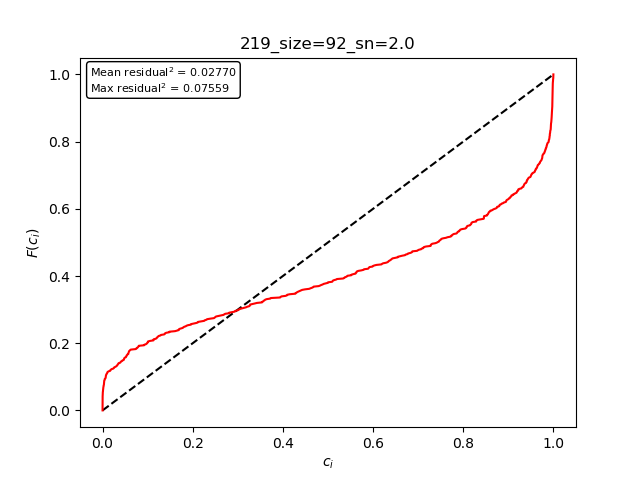 219_size=92_sn=2.0
Mean residual² = 0.02770
Max residual² = 0.07559
F(cᵢ)
1.0
0.8
0.6
0.4
0.2
0.0
0.0 0.2 0.4 0.6 0.8 1.0
cᵢ